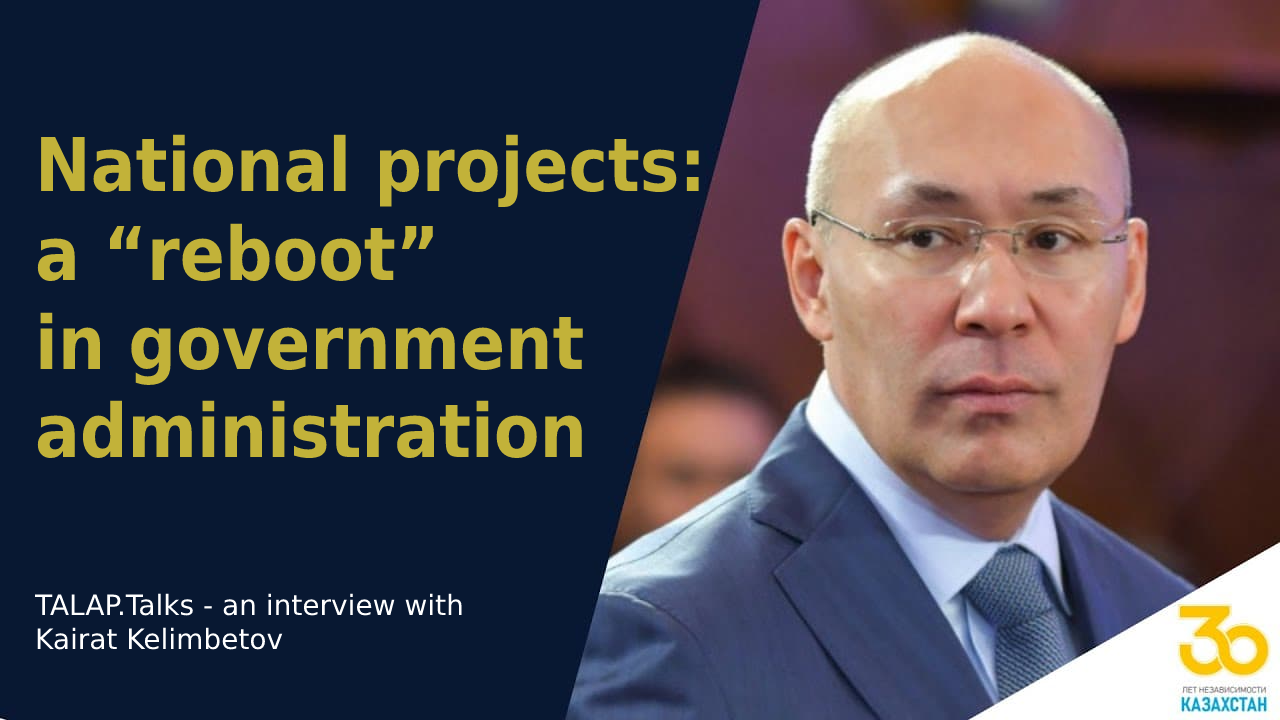 National projects:
a “reboot”
in government
administration
TALAP.Talks - an interview with
Kairat Kelimbetov
30
ЛЕТ НЕЗАВИСИМОСТИ
КАЗАХСТАН